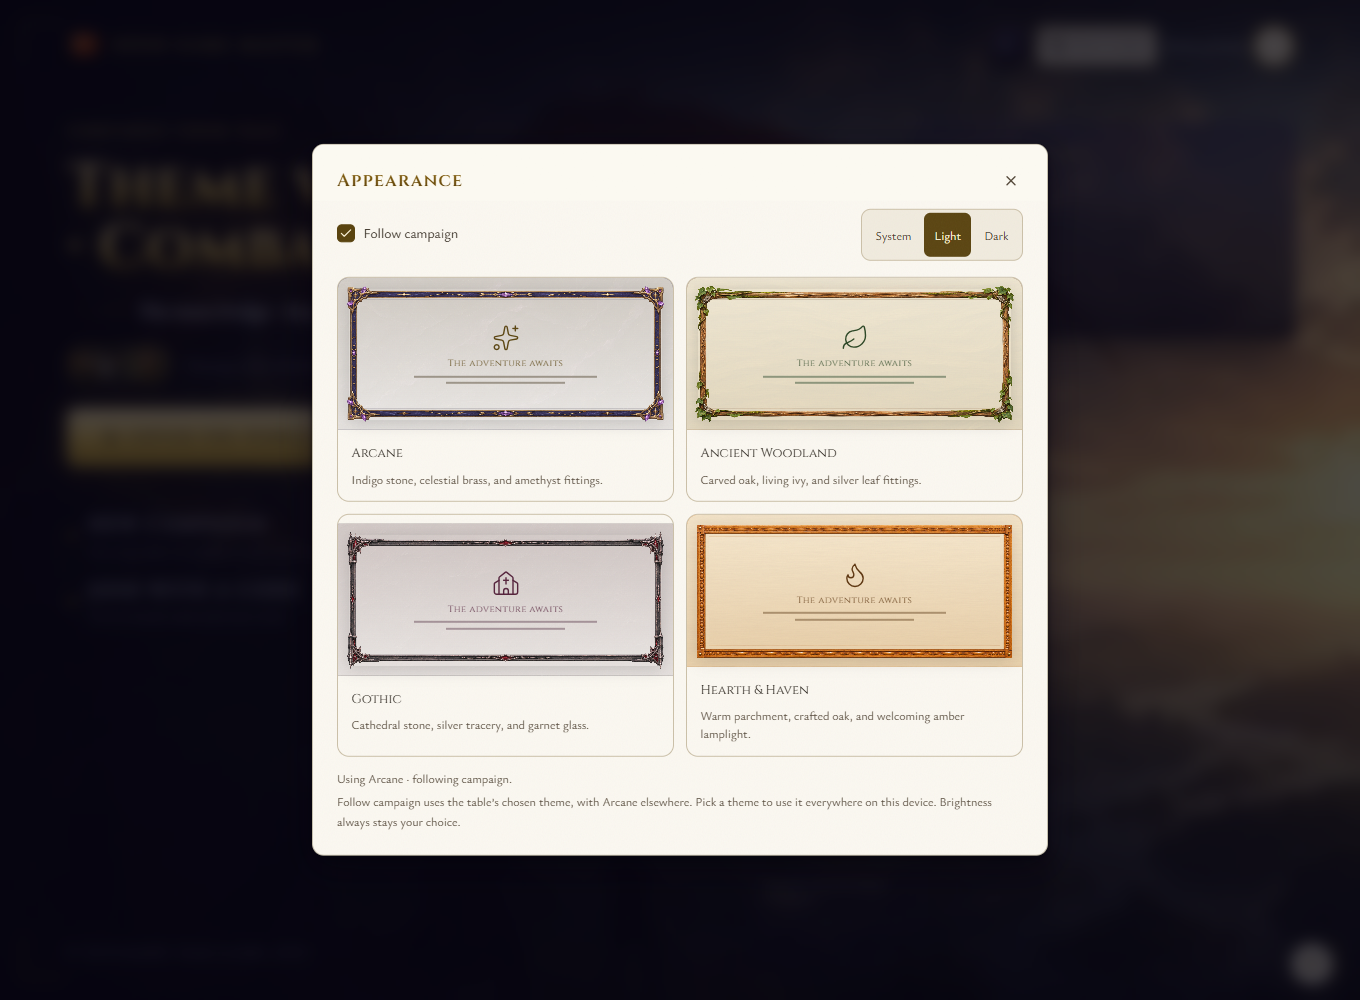 Appearance
Follow campaign
System
Light
Dark
The adventure awaits
The adventure awaits
Arcane
Indigo stone, celestial brass, and amethyst fittings.
Ancient Woodland
Carved oak, living ivy, and silver leaf fittings.
The adventure awaits
The adventure awaits
Gothic
Cathedral stone, silver tracery, and garnet glass.
Hearth & Haven
Warm parchment, crafted oak, and welcoming amber
lamplight.
Using Arcane · following campaign.
Follow campaign uses the table's chosen theme, with Arcane elsewhere. Pick a theme to use it everywhere on this device. Brightness
always stays your choice.
Theme